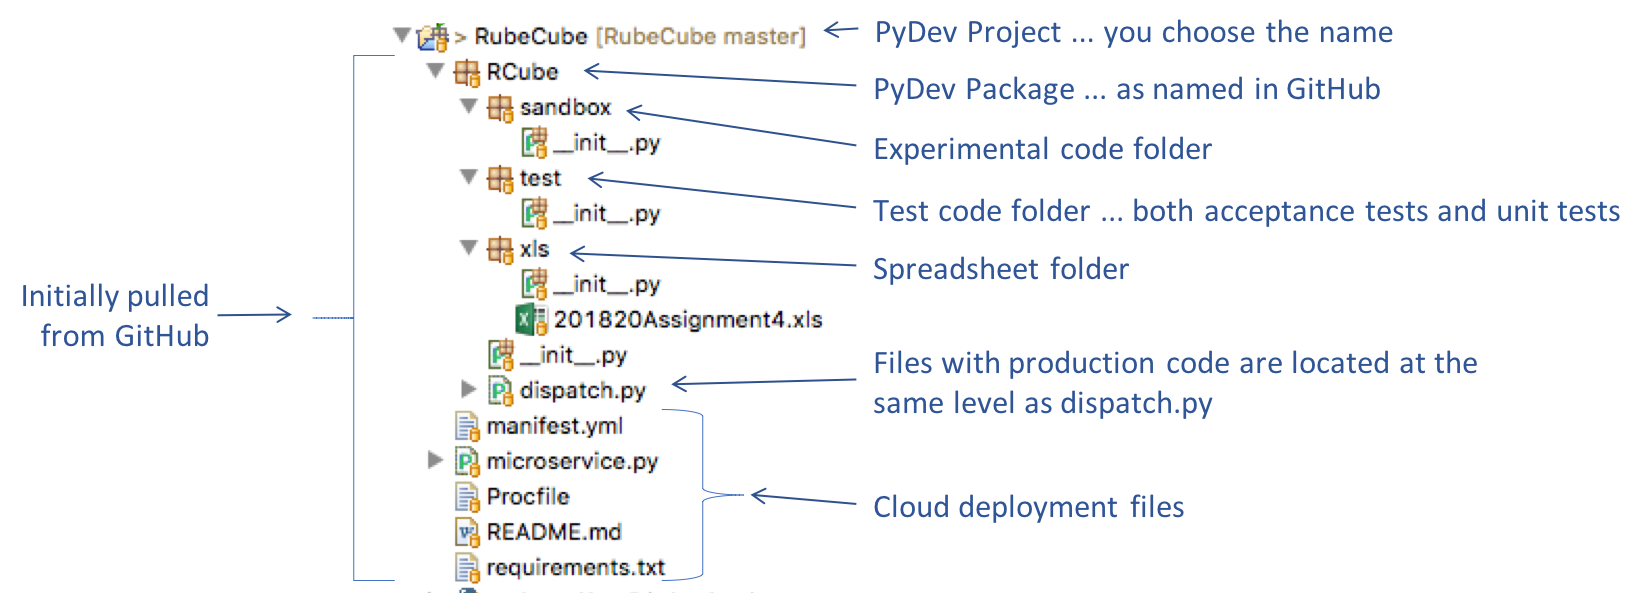 > RubeCube [RubeCube master]
PyDev Project ... you choose the name
RCube
PyDev Package ... as named in GitHub
sandbox
__init__.py
Experimental code folder
test
__init__.py
Test code folder ... both acceptance tests and unit tests
xls
Spreadsheet folder
__init__.py
201820Assignment4.xls
Initially pulled
from GitHub
__init__.py
dispatch.py
Files with production code are located at the
same level as dispatch.py
manifest.yml
microservice.py
Procfile
README.md
requirements.txt
Cloud deployment files